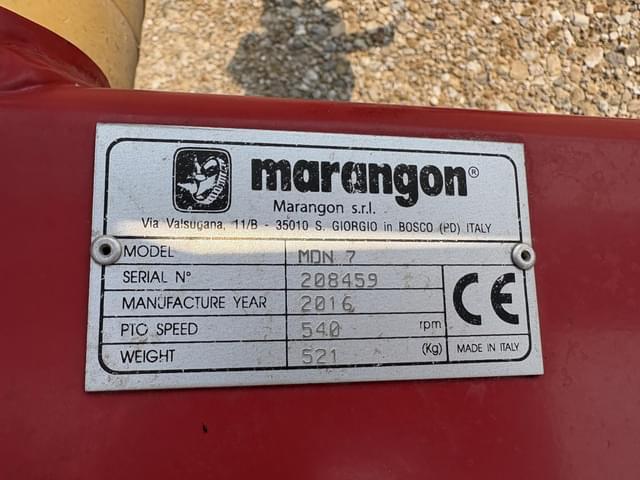 marangon®
Marangon s.r.l.
Via Valsugana, 11/B - 35010 S. GIORGIO in BOSCO (PD) ITALY
MODEL MDN 7
SERIAL N° 208459
MANUFACTURE YEAR 2016
PTO SPEED 540 rpm
WEIGHT 521 (Kg)
CE
MADE IN ITALY